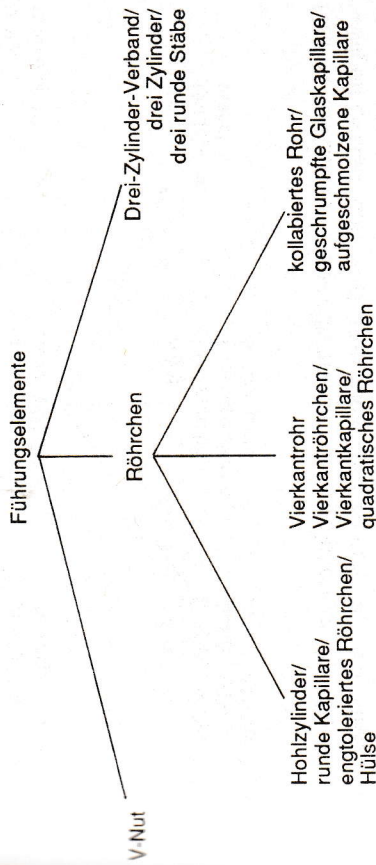 Führungselemente
V-Nut
Röhrchen
Drei-Zylinder-Verband/
drei Zylinder/
drei runde Stäbe
Hohlzylinder/
runde Kapillare/
engtoleriertes Röhrchen/
Hülse
Vierkantrohr
Vierkantröhrchen/
Vierkantkapillare/
quadratisches Röhrchen
kollabiertes Rohr/
geschrumpfte Glaskapillare/
aufgeschmolzene Kapillare